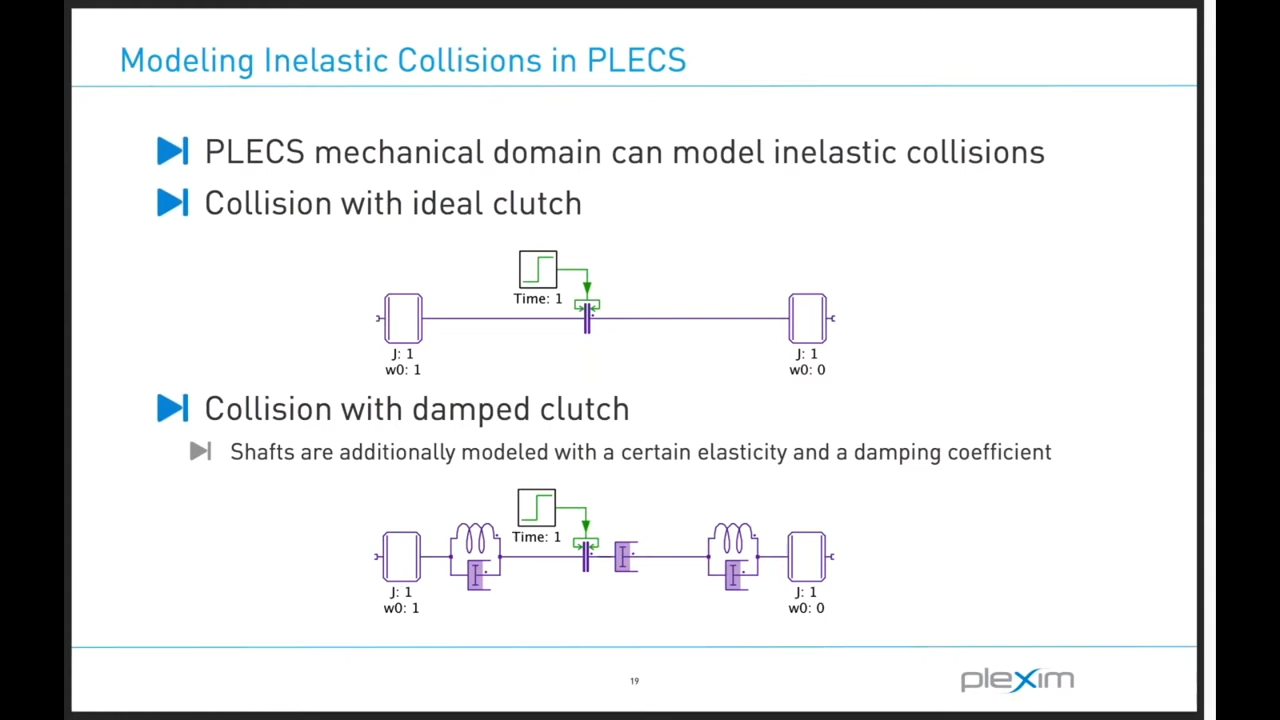 Modeling Inelastic Collisions in PLECS
PLECS mechanical domain can model inelastic collisions
Collision with ideal clutch
Time: 1
J: 1
w0: 1
J: 1
w0: 0
Collision with damped clutch
Shafts are additionally modeled with a certain elasticity and a damping coefficient
Time: 1
J: 1
w0: 1
J: 1
w0: 0
19
plexim